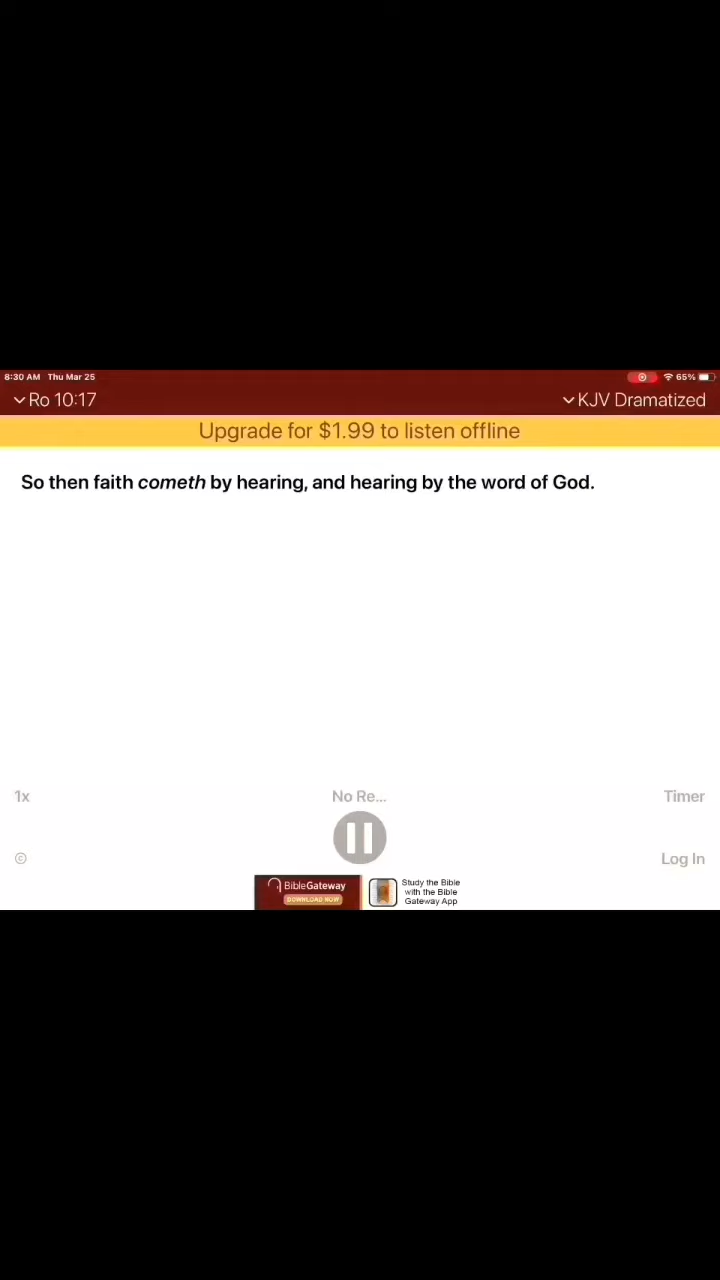 8:30 AM Thu Mar 25
65%
Ro 10:17
KJV Dramatized
Upgrade for $1.99 to listen offline
So then faith cometh by hearing, and hearing by the word of God.
1x
No Re...
Timer
©
Log In
BibleGateway
DOWNLOAD NOW
Study the Bible
with the Bible
Gateway App